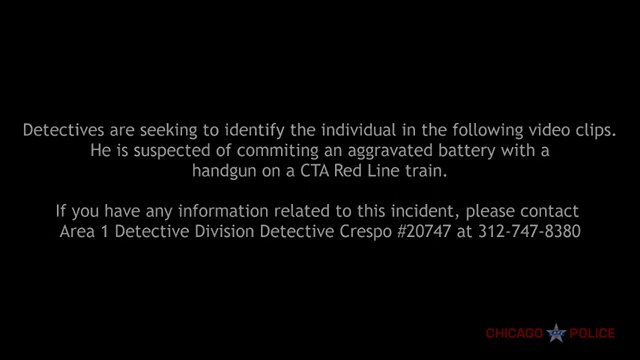 Detectives are seeking to identify the individual in the following video clips.
He is suspected of commiting an aggravated battery with a
handgun on a CTA Red Line train.
If you have any information related to this incident, please contact
Area 1 Detective Division Detective Crespo #20747 at 312-747-8380
CHICAGO POLICE